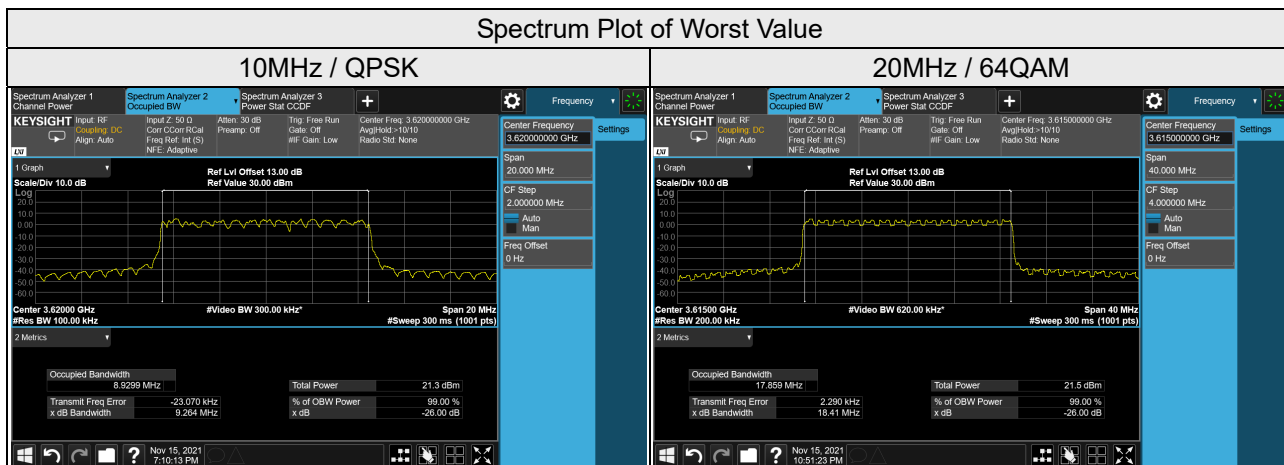 Spectrum Plot of Worst Value
10MHz / QPSK
20MHz / 64QAM
Spectrum Analyzer 1
Channel Power
Spectrum Analyzer 2
Occupied BW
Spectrum Analyzer 3
Power Stat CCDF
+
Frequency
KEYSIGHT
Input: RF
Coupling: DC
Align: Auto
Input Z: 50 Ω
Corr CCorr RCal
Freq Ref: Int (S)
NFE: Adaptive
Atten: 30 dB
Preamp: Off
Trig: Free Run
Gate: Off
#IF Gain: Low
Center Freq: 3.620000000 GHz
Avg|Hold:>10/10
Radio Std: None
LXI
Center Frequency
3.620000000 GHz
Settings
Span
20.000 MHz
CF Step
2.000000 MHz
Auto
Man
Freq Offset
0 Hz
1 Graph
Scale/Div 10.0 dB
Ref Lvl Offset 13.00 dB
Ref Value 30.00 dBm
Log
20.0
10.0
0.00
-10.0
-20.0
-30.0
-40.0
-50.0
-60.0
Center 3.62000 GHz
#Res BW 100.00 kHz
#Video BW 300.00 kHz*
Span 20 MHz
#Sweep 300 ms (1001 pts)
2 Metrics
Occupied Bandwidth
8.9299 MHz
Total Power 21.3 dBm
Transmit Freq Error -23.070 kHz
% of OBW Power 99.00 %
x dB Bandwidth 9.264 MHz
x dB -26.00 dB
?
Nov 15, 2021
7:10:13 PM
Spectrum Analyzer 1
Channel Power
Spectrum Analyzer 2
Occupied BW
Spectrum Analyzer 3
Power Stat CCDF
+
Frequency
KEYSIGHT
Input: RF
Coupling: DC
Align: Auto
Input Z: 50 Ω
Corr CCorr RCal
Freq Ref: Int (S)
NFE: Adaptive
Atten: 30 dB
Preamp: Off
Trig: Free Run
Gate: Off
#IF Gain: Low
Center Freq: 3.615000000 GHz
Avg|Hold:>10/10
Radio Std: None
LXI
Center Frequency
3.615000000 GHz
Settings
Span
40.000 MHz
CF Step
4.000000 MHz
Auto
Man
Freq Offset
0 Hz
1 Graph
Scale/Div 10.0 dB
Ref Lvl Offset 13.00 dB
Ref Value 30.00 dBm
Log
20.0
10.0
0.00
-10.0
-20.0
-30.0
-40.0
-50.0
-60.0
Center 3.61500 GHz
#Res BW 200.00 kHz
#Video BW 620.00 kHz*
Span 40 MHz
#Sweep 300 ms (1001 pts)
2 Metrics
Occupied Bandwidth
17.859 MHz
Total Power 21.5 dBm
Transmit Freq Error 2.290 kHz
% of OBW Power 99.00 %
x dB Bandwidth 18.41 MHz
x dB -26.00 dB
?
Nov 15, 2021
10:51:23 PM